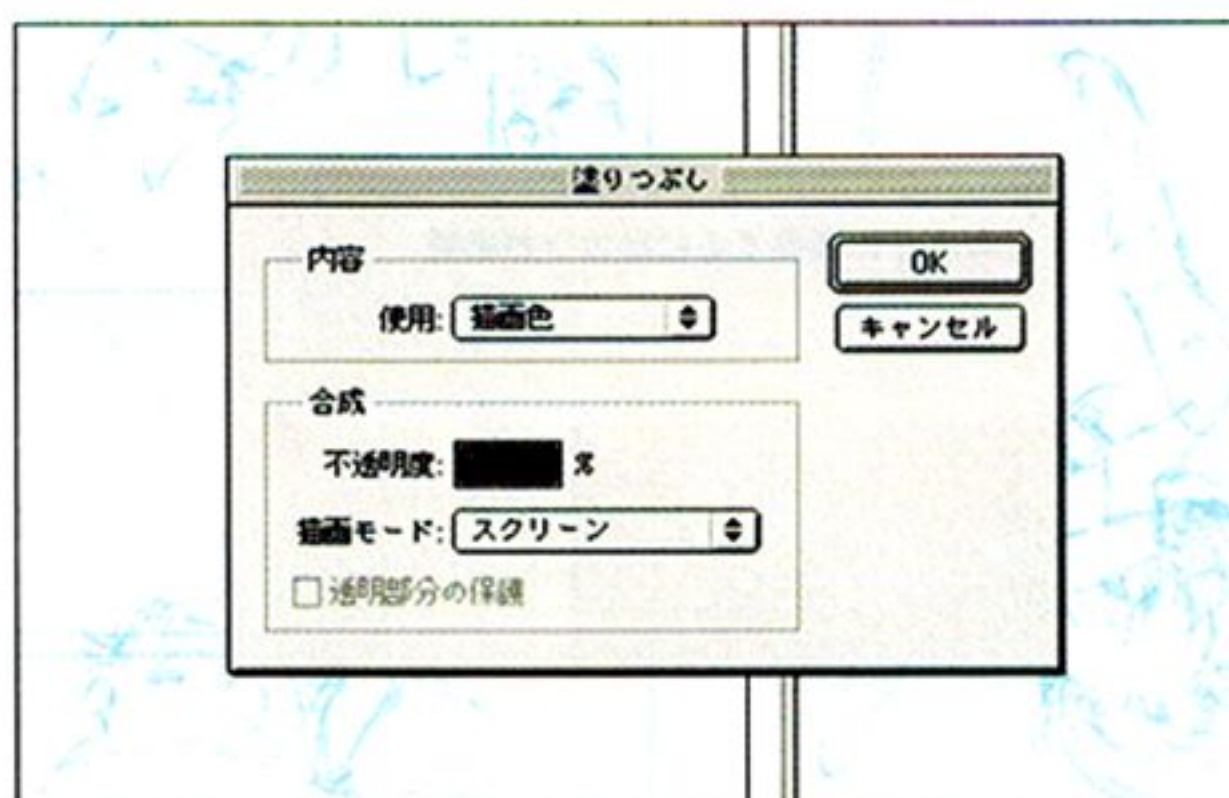 塗りつぶし
内容
使用: 描画色
OK
キャンセル
合成
不透明度: %
描画モード: スクリーン
透明部分の保護